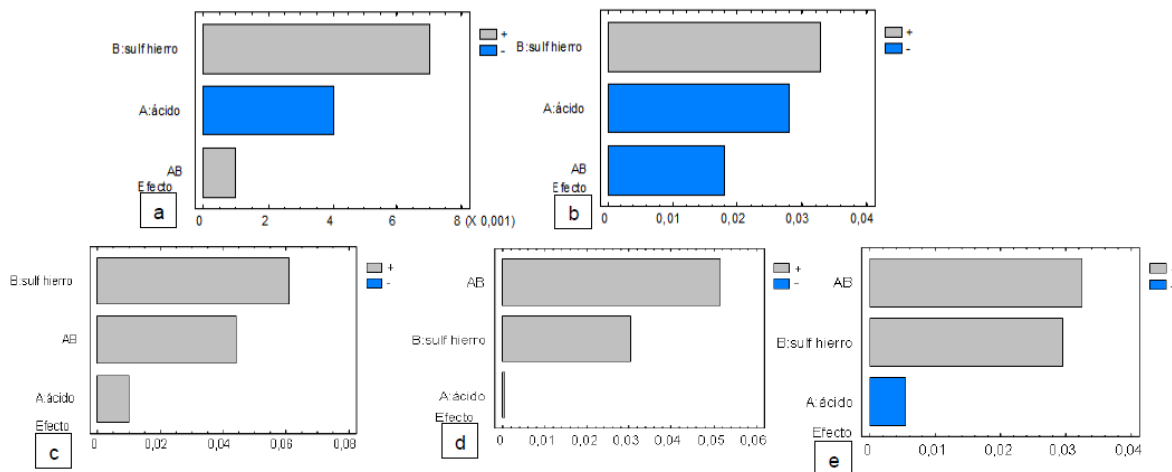 B:sulf hierro
A:ácido
AB
Efecto
0 2 4 6 8 (X 0,001)
+
-
a
B:sulf hierro
A:ácido
AB
Efecto
0 0,01 0,02 0,03 0,04
+
-
b
B:sulf hierro
AB
A:ácido
Efecto
0 0,02 0,04 0,06 0,08
+
-
c
AB
B:sulf hierro
A:ácido
Efecto
0 0,01 0,02 0,03 0,04 0,05 0,06
+
-
d
AB
B:sulf hierro
A:ácido
Efecto
0 0,01 0,02 0,03 0,04
e